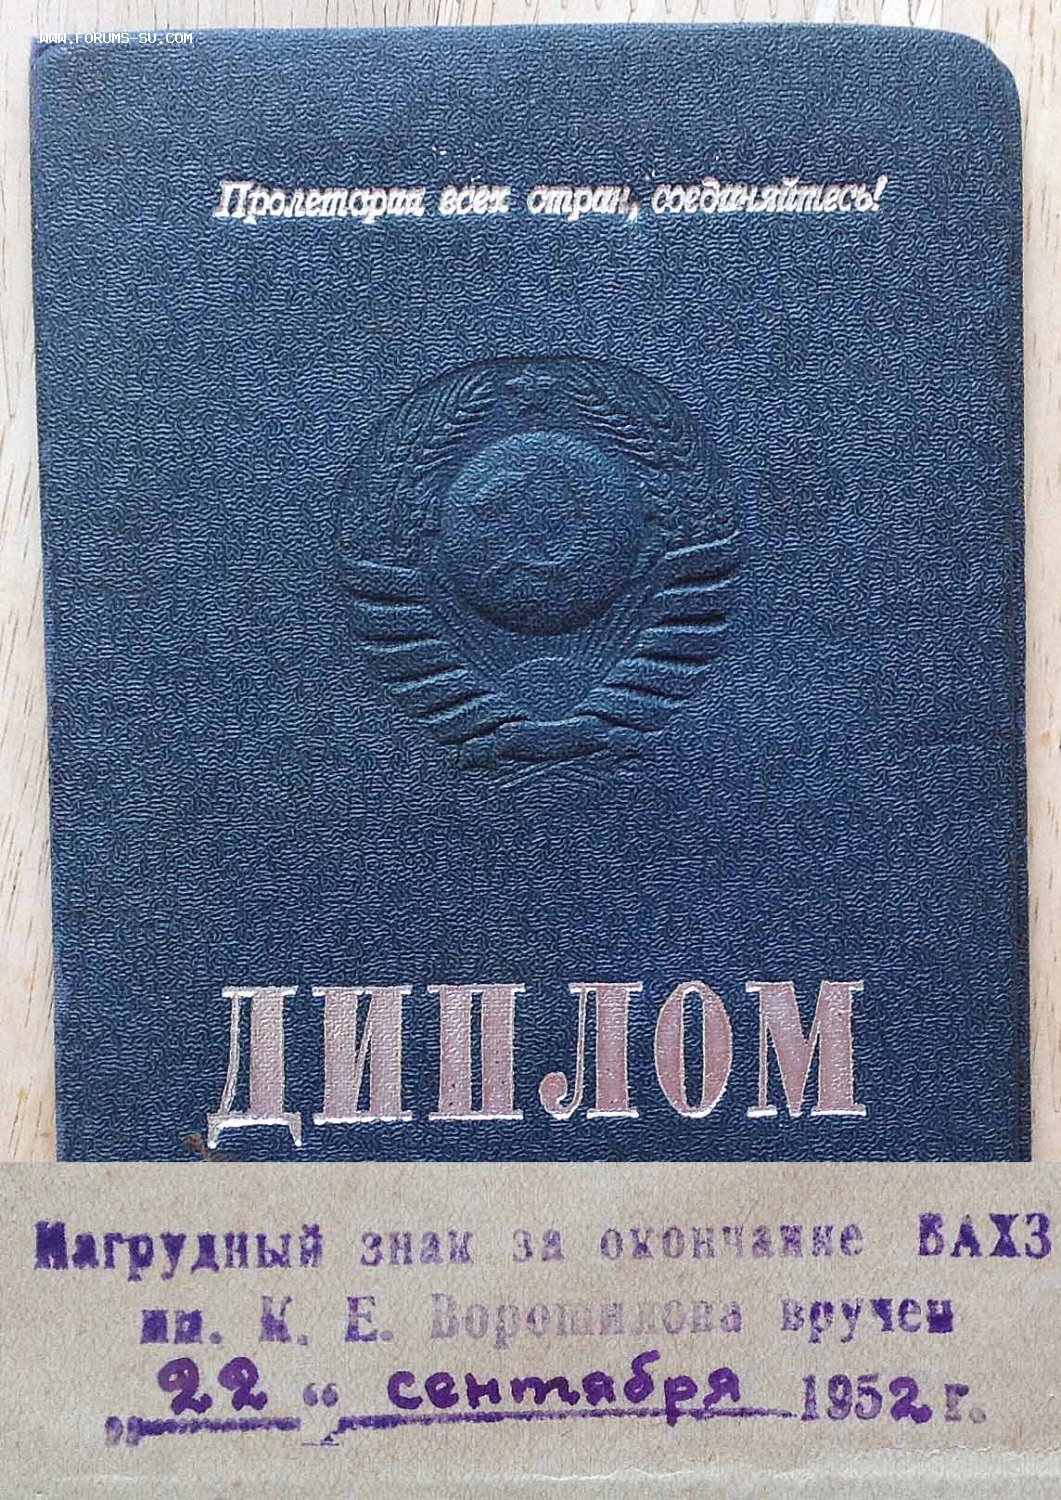 WWW.FORUMS-SU.COM
Пролетарии всех стран, соединяйтесь!
ДИПЛОМ
Нагрудный знак за окончание ВАХЗ
им. К. Е. Ворошилова вручен
„ 22 “ сентября 1952 г.